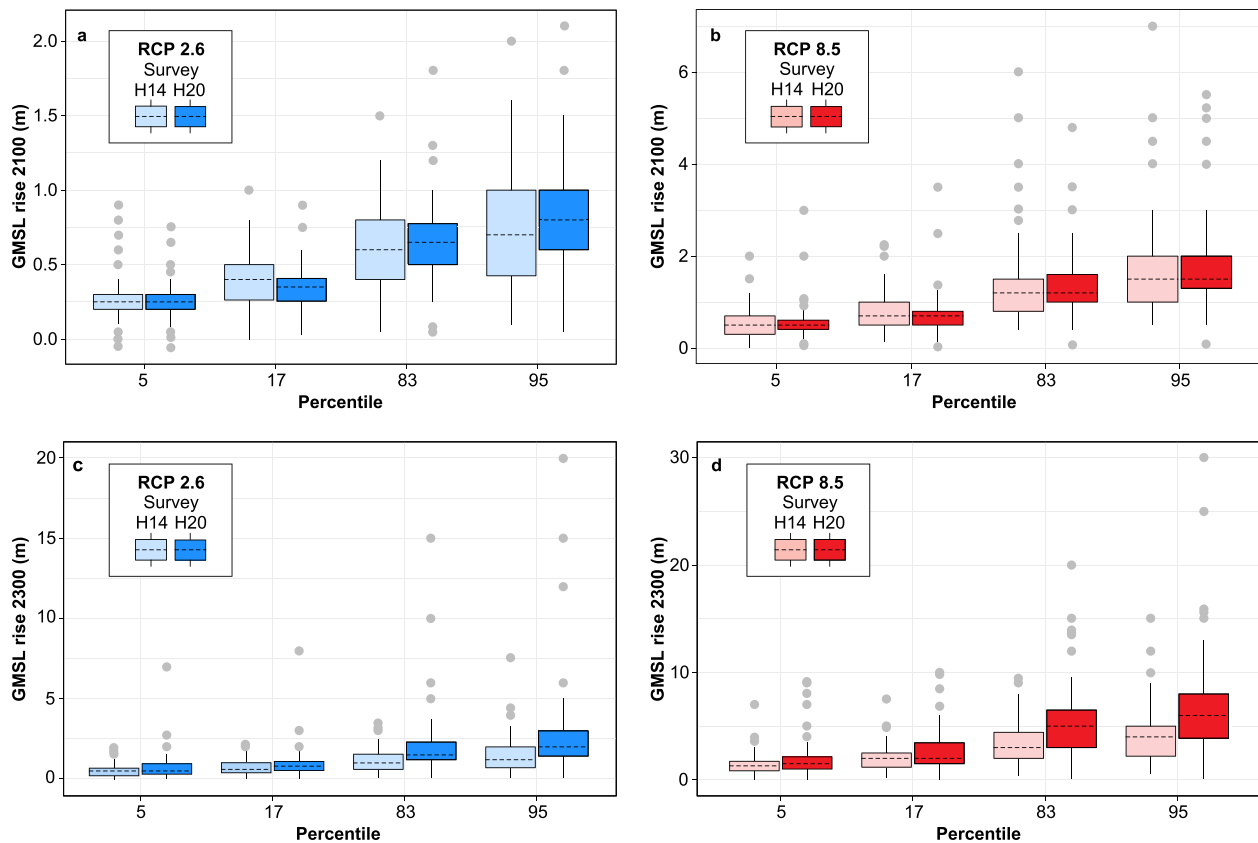 a
RCP 2.6
Survey
H14 H20
GMSL rise 2100 (m)
2.0
1.5
1.0
0.5
0.0
5 17 83 95
Percentile
b
RCP 8.5
Survey
H14 H20
GMSL rise 2100 (m)
6
4
2
0
5 17 83 95
Percentile
c
RCP 2.6
Survey
H14 H20
GMSL rise 2300 (m)
20
15
10
5
0
5 17 83 95
Percentile
d
RCP 8.5
Survey
H14 H20
GMSL rise 2300 (m)
30
20
10
0
5 17 83 95
Percentile